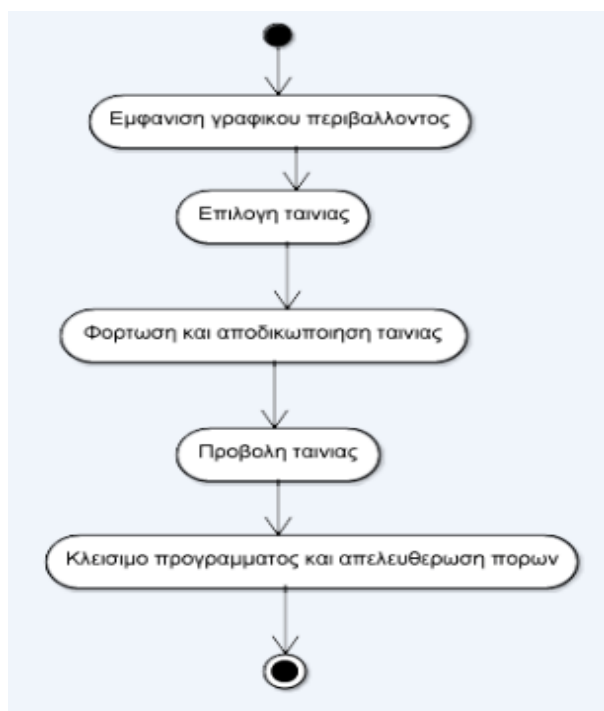 Εμφανιση γραφικου περιβαλλοντος
Επιλογη ταινιας
Φορτωση και αποδικωποιηση ταινιας
Προβολη ταινιας
Κλεισιμο προγραμματος και απελευθερωση πορων